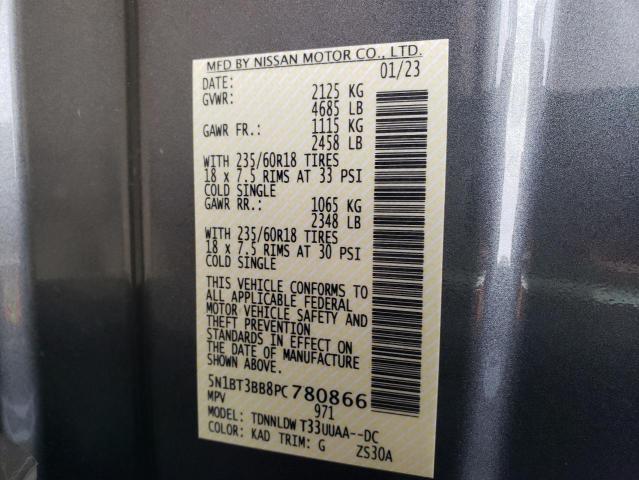 MFD BY NISSAN MOTOR CO., LTD.
DATE: 01/23
GVWR: 2125 KG
4685 LB
GAWR FR.: 1115 KG
2458 LB
WITH 235/60R18 TIRES
18 x 7.5 RIMS AT 33 PSI
COLD SINGLE
GAWR RR.: 1065 KG
2348 LB
WITH 235/60R18 TIRES
18 x 7.5 RIMS AT 30 PSI
COLD SINGLE
THIS VEHICLE CONFORMS TO
ALL APPLICABLE FEDERAL
MOTOR VEHICLE SAFETY AND
THEFT PREVENTION
STANDARDS IN EFFECT ON
THE DATE OF MANUFACTURE
SHOWN ABOVE.
5N1BT3BB8PC780866
MPV 971
MODEL: TDNNLDW T33UUAA--DC
COLOR: KAD TRIM: G ZS30A